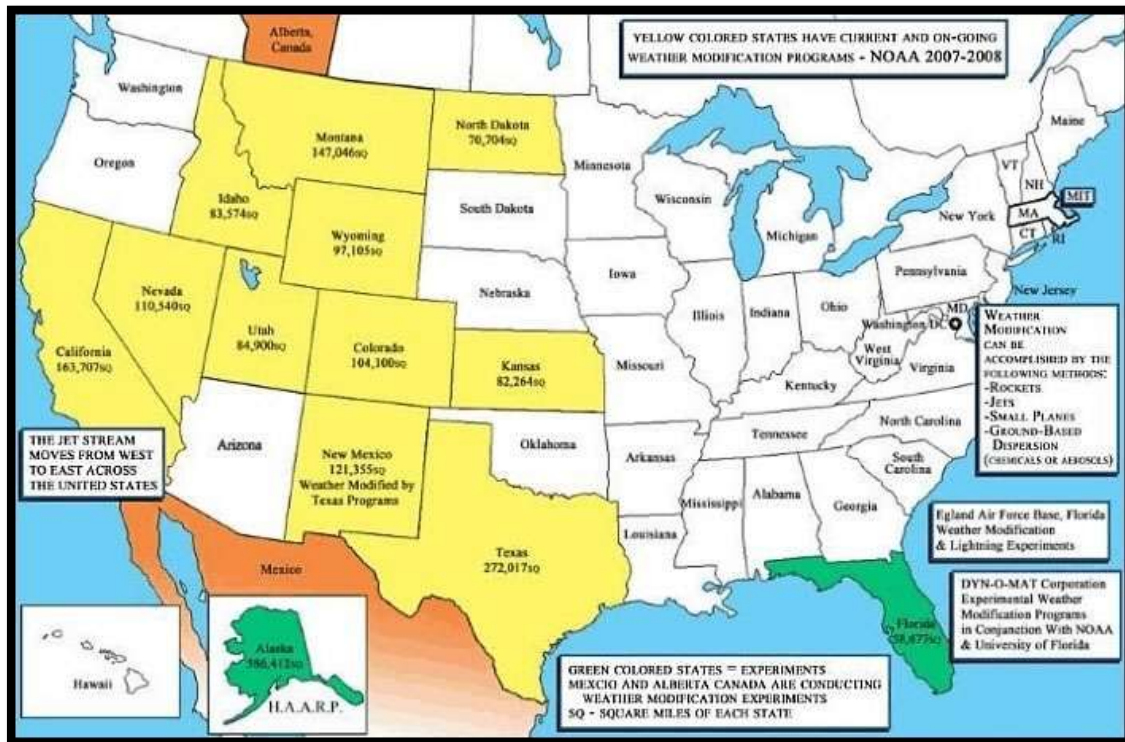 Alberta,
Canada
YELLOW COLORED STATES HAVE CURRENT AND ON-GOING
WEATHER MODIFICATION PROGRAMS - NOAA 2007-2008
Washington
Montana
147,046SQ
North Dakota
70,704SQ
Minnesota
Maine
VT
NH
MIT
MA
CT
RI
Oregon
Idaho
83,574SQ
South Dakota
Wisconsin
Michigan
New York
Wyoming
97,105SQ
Nebraska
Iowa
Pennsylvania
New Jersey
Nevada
110,540SQ
Utah
84,900SQ
Colorado
104,100SQ
Kansas
82,264SQ
California
163,707SQ
Illiois
Indiana
Ohio
MD
Washington DC
West
Virginia
Virginia
Missouri
Kentucky
WEATHER
MODIFICATION
CAN BE
ACCOMPLISHED BY THE
FOLLOWING METHODS:
-ROCKETS
-JETS
-SMALL PLANES
-GROUND-BASED
DISPERSION
(CHEMICALS OR AEROSOLS)
THE JET STREAM
MOVES FROM WEST
TO EAST ACROSS
THE UNITED STATES
Arizona
New Mexico
121,355SQ
Weather Modified by
Texas Programs
Oklahoma
Arkansas
Tennessee
North Carolina
South
Carolina
Mississippi
Alabama
Georgia
Louisiana
Texas
272,017SQ
Mexico
Egland Air Force Base, Florida
Weather Modification
& Lightning Experiments
DYN-O-MAT Corporation
Experimental Weather
Modification Programs
in Conjunction With NOAA
& University of Florida
Florida
Hawaii
Alaska
H.A.A.R.P.
GREEN COLORED STATES = EXPERIMENTS
MEXCIO AND ALBERTA CANADA ARE CONDUCTING
WEATHER MODIFICATION EXPERIMENTS
SQ - SQUARE MILES OF EACH STATE